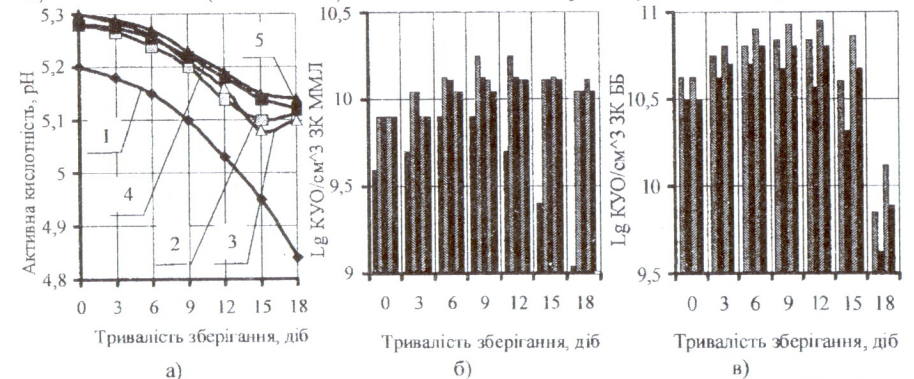 Активна кислотність, рН
5,3
5,2
5,1
5
4,9
4,8
1
4
2
3
5
0 3 6 9 12 15 18
Тривалість зберігання, діб
а)
Lg КУО/см^3 ЗК ММЛ
10,5
10
9,5
9
0 3 6 9 12 15 18
Тривалість зберігання, діб
б)
Lg КУО/см^3 ЗК ББ
11
10,5
10
9,5
0 3 6 9 12 15 18
Тривалість зберігання, діб
в)